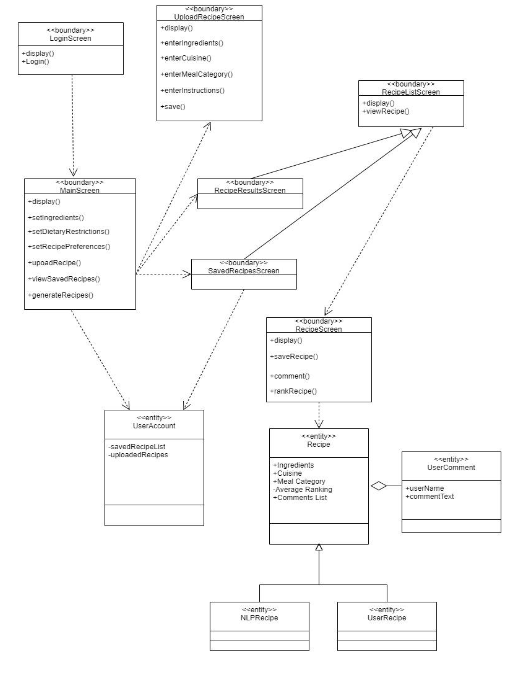 <<boundary>>
LoginScreen
+display()
+Login()
<<boundary>>
UploadRecipeScreen
+display()
+enterIngredients()
+enterCuisine()
+enterMealCategory()
+enterInstructions()
+save()
<<boundary>>
RecipeListScreen
+display()
+viewRecipe()
<<boundary>>
MainScreen
+display()
+setIngredients()
+setDietaryRestrictions()
+setRecipePreferences()
+upoadRecipe()
+viewSavedRecipes()
+generateRecipes()
<<boundary>>
RecipeResultsScreen
<<boundary>>
SavedRecipesScreen
<<boundary>>
RecipeScreen
+display()
+saveRecipe()
+comment()
+rankRecipe()
<<entity>>
UserAccount
-savedRecipeList
-uploadedRecipes
<<entity>>
Recipe
+Ingredients
+Cuisine
+Meal Category
-Average Ranking
+Comments List
<<entity>>
UserComment
+userName
+commentText
<<entity>>
NLPRecipe
<<entity>>
UserRecipe